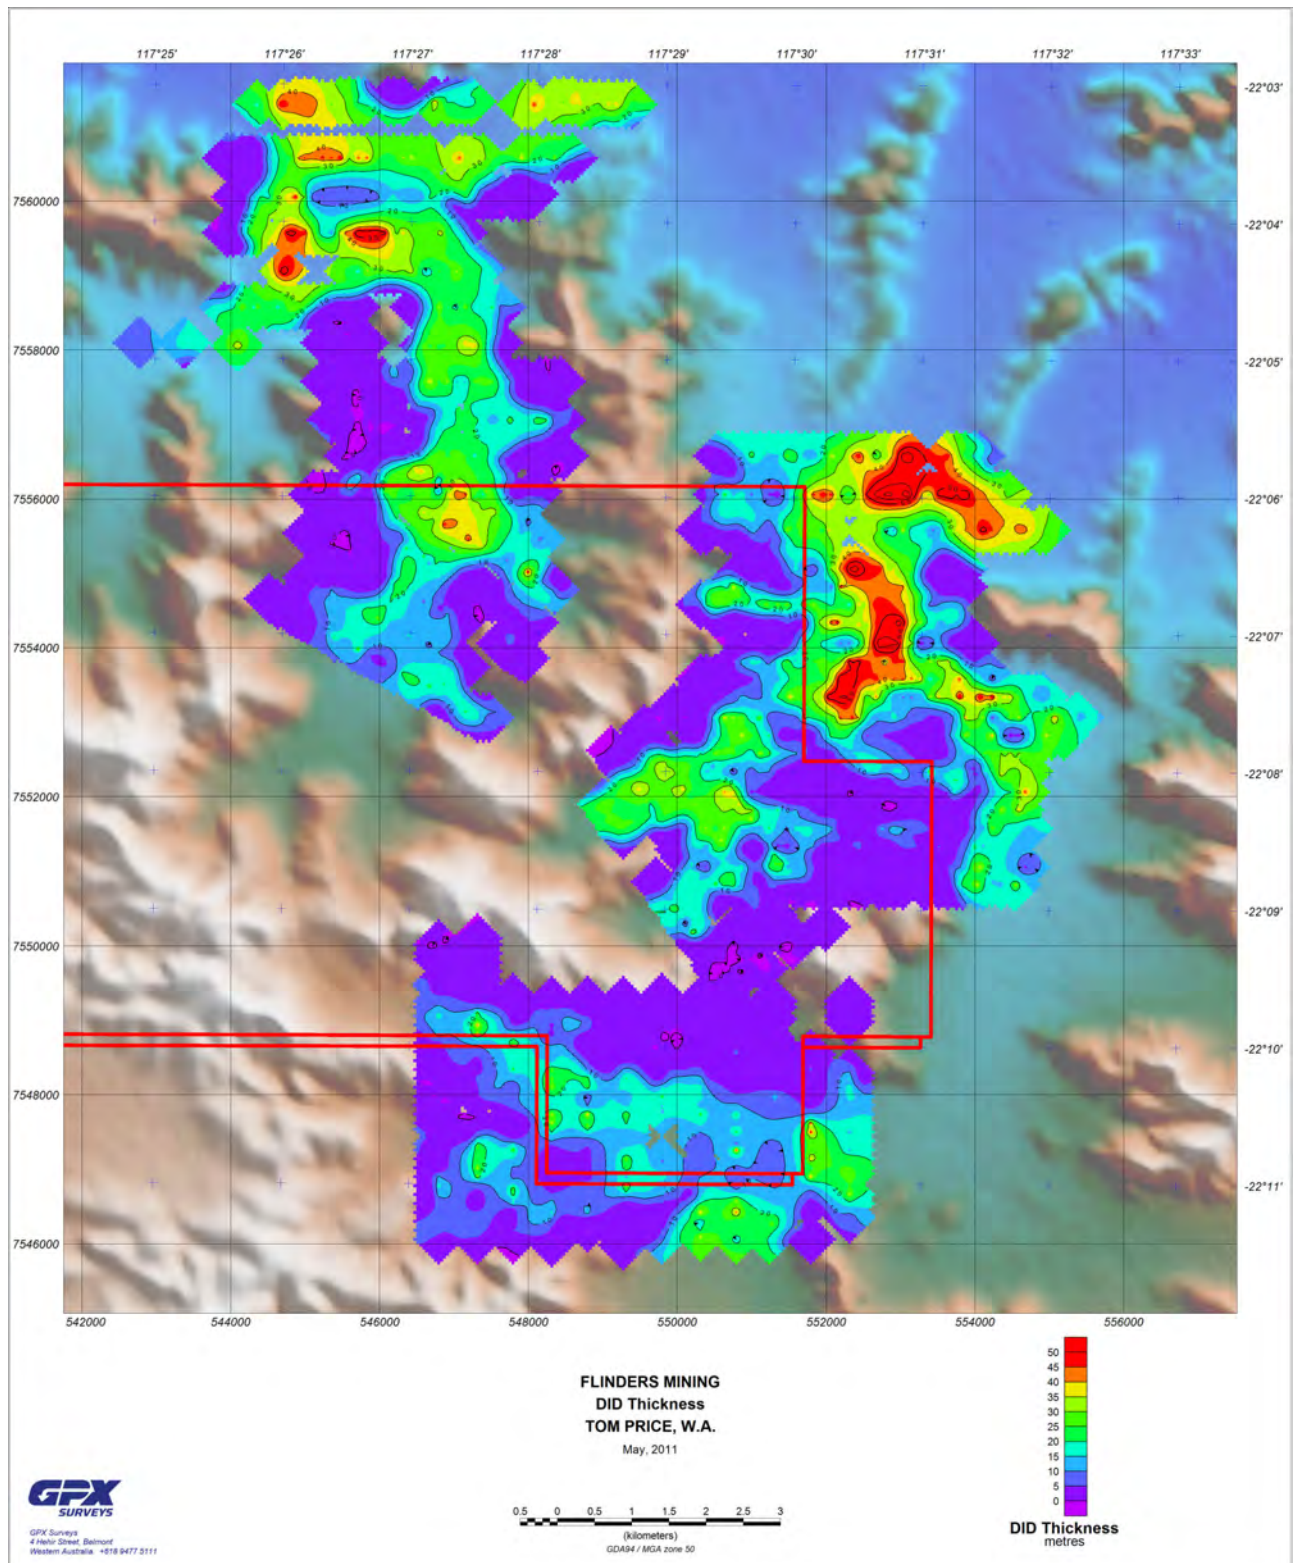 117°25' 117°26' 117°27' 117°28' 117°29' 117°30' 117°31' 117°32' 117°33'
-22°03'
7560000
-22°04'
7558000
-22°05'
7556000
-22°06'
7554000
-22°07'
7552000
-22°08'
7550000
-22°09'
7548000
-22°10'
7546000
-22°11'
542000 544000 546000 548000 550000 552000 554000 556000
FLINDERS MINING
DID Thickness
TOM PRICE, W.A.
May, 2011
50
45
40
35
30
25
20
15
10
5
0
DID Thickness
metres
0.5 0 0.5 1 1.5 2 2.5 3
(kilometers)
GDA94 / MGA zone 50
GPX
SURVEYS
GPX Surveys
4 Hehir Street, Belmont
Western Australia. +618 9477 5111